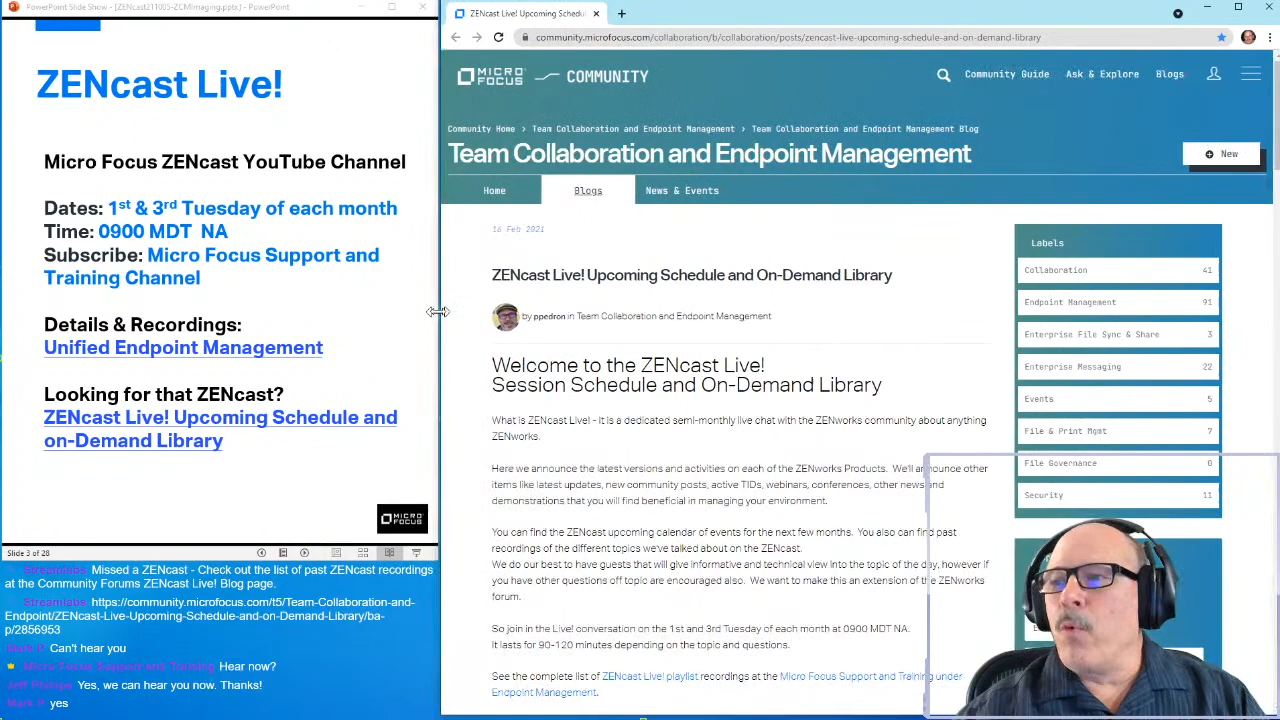 PowerPoint Slide Show - [ZENcast211005-ZCMImaging.pptx] - PowerPoint
ZENcast Live!
Micro Focus ZENcast YouTube Channel
Dates: 1st & 3rd Tuesday of each month
Time: 0900 MDT NA
Subscribe: Micro Focus Support and
Training Channel
Details & Recordings:
Unified Endpoint Management
Looking for that ZENcast?
ZENcast Live! Upcoming Schedule and
on-Demand Library
MICRO FOCUS
Slide 3 of 28
Streamlabs Missed a ZENcast - Check out the list of past ZENcast recordings
at the Community Forums ZENcast Live! Blog page.
Streamlabs https://community.microfocus.com/t5/Team-Collaboration-and-
Endpoint/ZENcast-Live-Upcoming-Schedule-and-on-Demand-Library/ba-
p/2856953
Mark P Can't hear you
Micro Focus Support and Training Hear now?
Jeff Phillips Yes, we can hear you now. Thanks!
Mark P yes
ZENcast Live! Upcoming Schedul
community.microfocus.com/collaboration/b/collaboration/posts/zencast-live-upcoming-schedule-and-on-demand-library
MICRO FOCUS COMMUNITY
Community Guide Ask & Explore Blogs
Community Home › Team Collaboration and Endpoint Management › Team Collaboration and Endpoint Management Blog
Team Collaboration and Endpoint Management
New
Home Blogs News & Events
16 Feb 2021
ZENcast Live! Upcoming Schedule and On-Demand Library
by ppedron in Team Collaboration and Endpoint Management
Welcome to the ZENcast Live!
Session Schedule and On-Demand Library
What is ZENcast Live! - It is a dedicated semi-monthly live chat with the ZENworks community about anything
ZENworks.
Here we announce the latest versions and activities on each of the ZENworks Products. We'll announce other
items like latest updates, new community posts, active TIDs, webinars, conferences, other news and
demonstrations that you will find beneficial in managing your environment.
You can find the ZENcast upcoming calendar of events for the next few months. You also can find past
recordings of the different topics we've talked about on the ZENcast.
We do our best to have guests that will give informative and technical view into the topic of the day, however if
you have other questions off topic are encouraged also. We want to make this an extension of the ZENworks
forum.
So join in the Live! conversation on the 1st and 3rd Tuesday of each month at 0900 MDT NA.
It lasts for 90-120 minutes depending on the topic and questions.
See the complete list of ZENcast Live! playlist recordings at the Micro Focus Support and Training under
Endpoint Management.
Labels
Collaboration 41
Endpoint Management 91
Enterprise File Sync & Share 3
Enterprise Messaging 22
Events 5
File & Print Mgmt 7
File Governance 0
Security 11